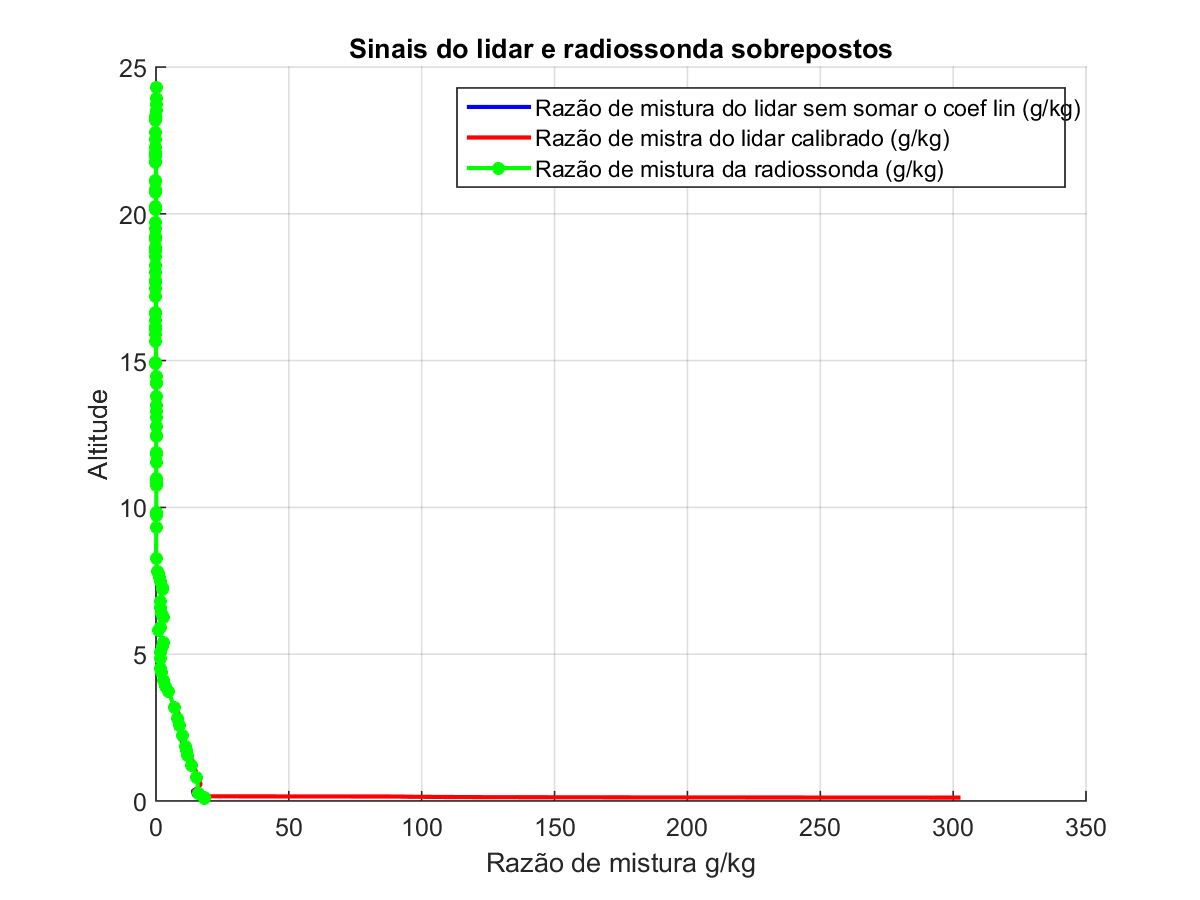 Sinais do lidar e radiossonda sobrepostos
25
Razão de mistura do lidar sem somar o coef lin (g/kg)
Razão de mistra do lidar calibrado (g/kg)
Razão de mistura da radiossonda (g/kg)
20
15
Altitude
10
5
0
0 50 100 150 200 250 300 350
Razão de mistura g/kg